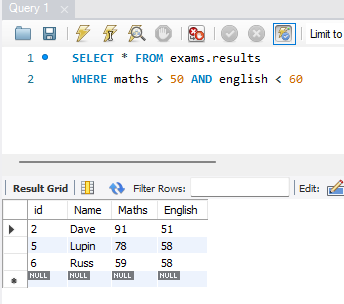 Query 1
Limit to
1 SELECT * FROM exams.results
2 WHERE maths > 50 AND english < 60
Result Grid Filter Rows: Edit:
id Name Maths English
2 Dave 91 51
5 Lupin 78 58
6 Russ 59 58
NULL NULL NULL NULL